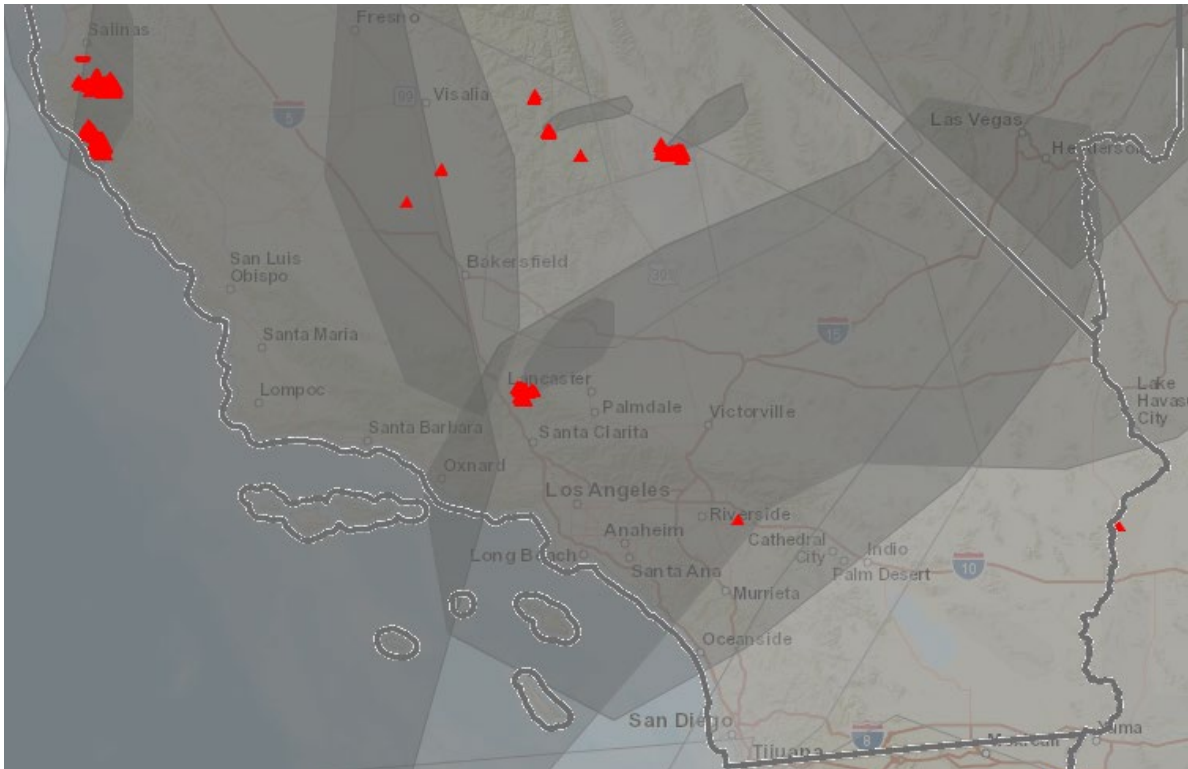 Fresno
Salinas
99
Visalia
5
Las Vegas
Henderson
San Luis
Obispo
Bakersfield
395
Santa Maria
15
Lompoc
Lancaster
Palmdale
Victorville
Lake
Havasu
City
Santa Barbara
Santa Clarita
Oxnard
Los Angeles
Riverside
Anaheim
Cathedral
City
Indio
Long Beach
Santa Ana
Palm Desert
10
Murrieta
Oceanside
San Diego
8
Tijuana
Mexicali
Yuma